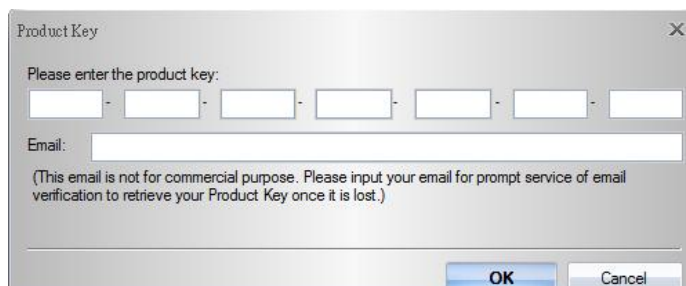 Product Key
Please enter the product key:
- - - - - -
Email:
(This email is not for commercial purpose. Please input your email for prompt service of email
verification to retrieve your Product Key once it is lost.)
OK Cancel